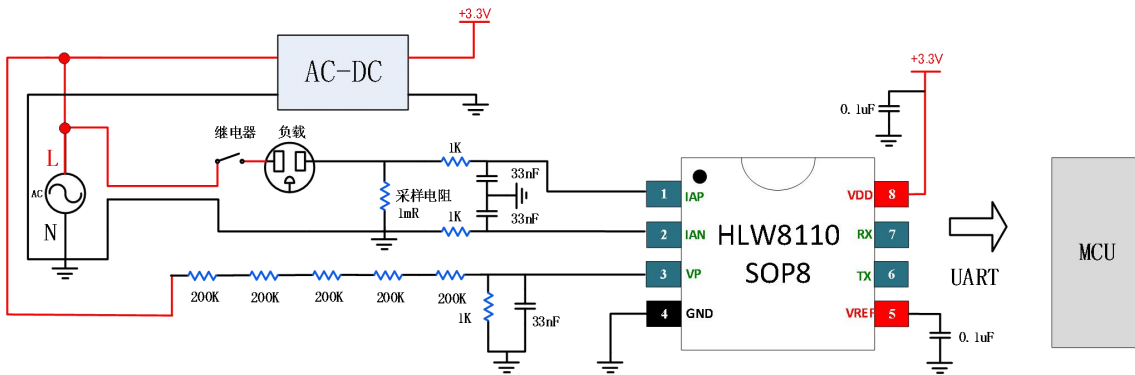 +3.3V
AC-DC
+3.3V
0.1uF
继电器
负载
1K
33nF
L
AC
N
采样电阻
1mR
33nF
1K
1
IAP
VDD
8
2
IAN
HLW8110
RX
7
3
VP
SOP8
TX
6
4
GND
VREF
5
UART
MCU
200K
200K
200K
200K
200K
1K
33nF
0.1uF